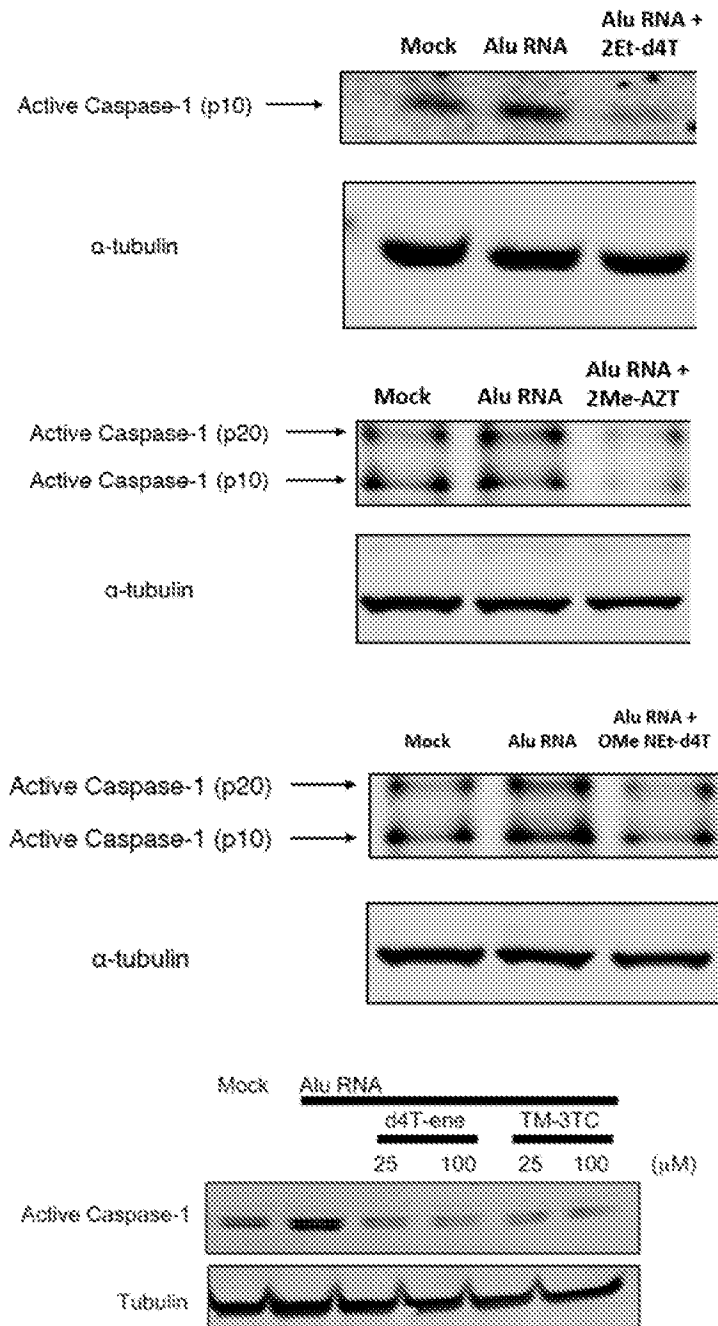 Alu RNA +
Mock Alu RNA 2Et-d4T
Active Caspase-1 (p10)
α-tubulin
Alu RNA +
Mock Alu RNA 2Me-AZT
Active Caspase-1 (p20)
Active Caspase-1 (p10)
α-tubulin
Alu RNA +
Mock Alu RNA OMe NEt-d4T
Active Caspase-1 (p20)
Active Caspase-1 (p10)
α-tubulin
Mock Alu RNA
d4T-ene TM-3TC
25 100 25 100 (μM)
Active Caspase-1
Tubulin